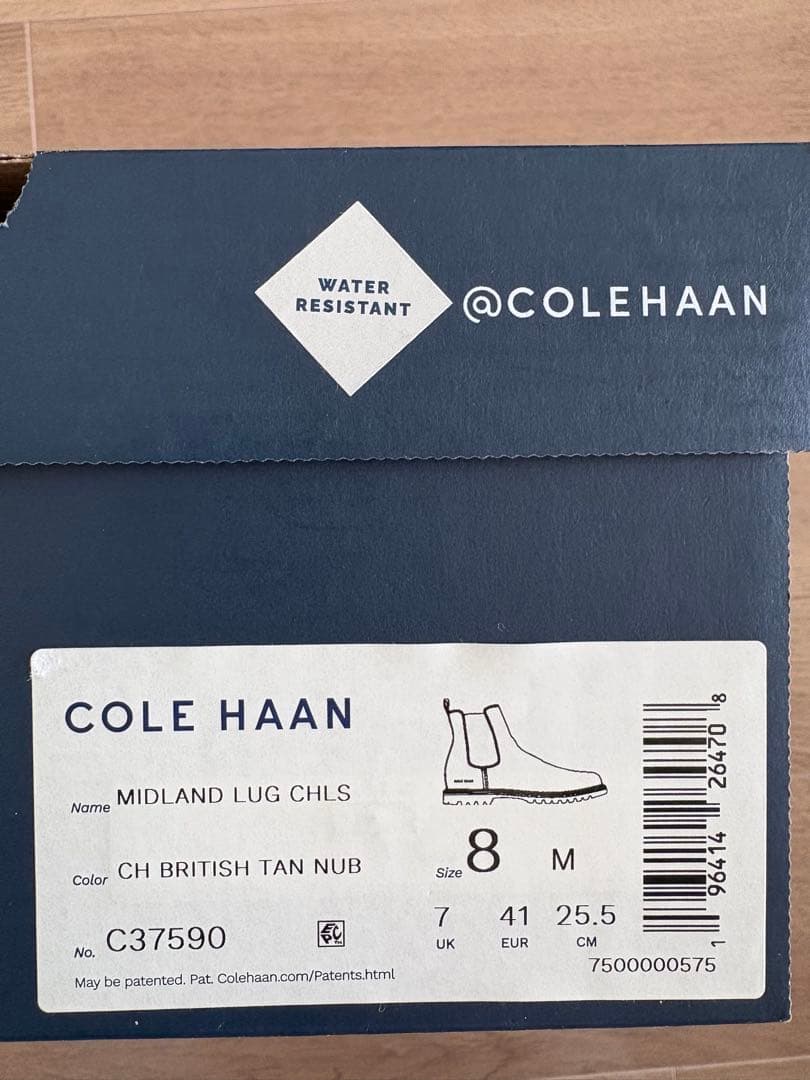 WATER
RESISTANT
@COLEHAAN
COLE HAAN
Name MIDLAND LUG CHLS
Color CH BRITISH TAN NUB
No. C37590
May be patented. Pat. Colehaan.com/Patents.html
Size 8 M
7 41 25.5
UK EUR CM
1 96414 26470 8
7500000575